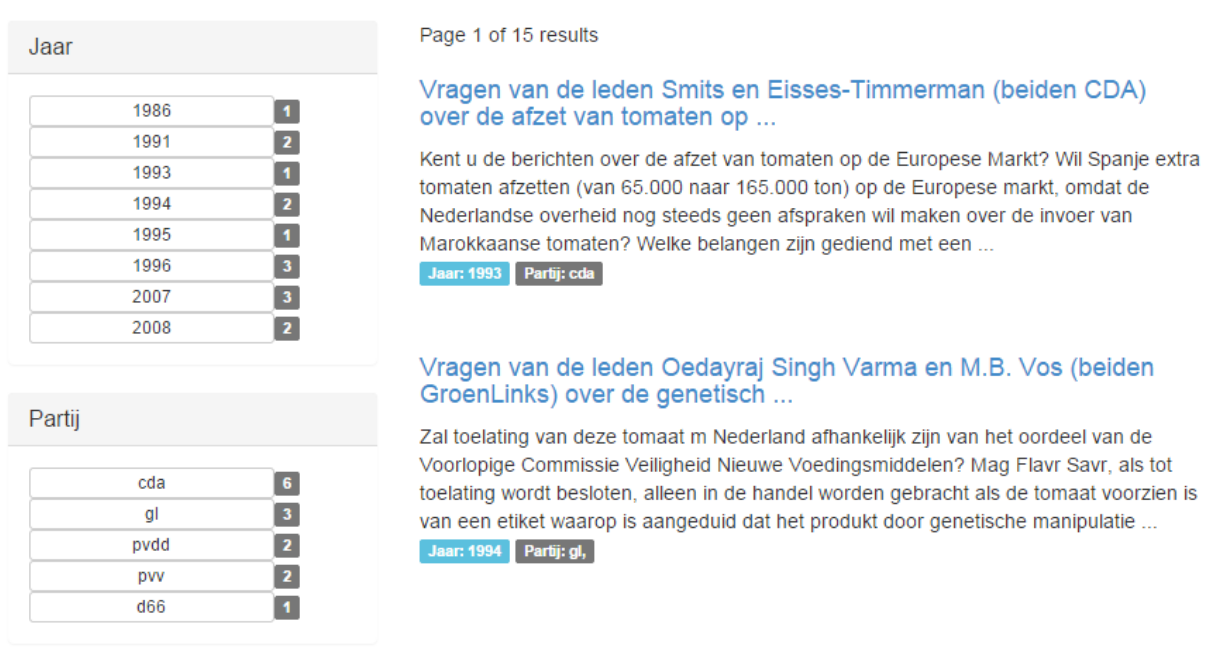 Jaar
1986 1
1991 2
1993 1
1994 2
1995 1
1996 3
2007 3
2008 2
Partij
cda 6
gl 3
pvdd 2
pvv 2
d66 1
Page 1 of 15 results
Vragen van de leden Smits en Eisses-Timmerman (beiden CDA)
over de afzet van tomaten op ...
Kent u de berichten over de afzet van tomaten op de Europese Markt? Wil Spanje extra
tomaten afzetten (van 65.000 naar 165.000 ton) op de Europese markt, omdat de
Nederlandse overheid nog steeds geen afspraken wil maken over de invoer van
Marokkaanse tomaten? Welke belangen zijn gediend met een ...
Jaar: 1993 Partij: cda
Vragen van de leden Oedayraj Singh Varma en M.B. Vos (beiden
GroenLinks) over de genetisch ...
Zal toelating van deze tomaat m Nederland afhankelijk zijn van het oordeel van de
Voorlopige Commissie Veiligheid Nieuwe Voedingsmiddelen? Mag Flavr Savr, als tot
toelating wordt besloten, alleen in de handel worden gebracht als de tomaat voorzien is
van een etiket waarop is aangeduid dat het produkt door genetische manipulatie ...
Jaar: 1994 Partij: gl,